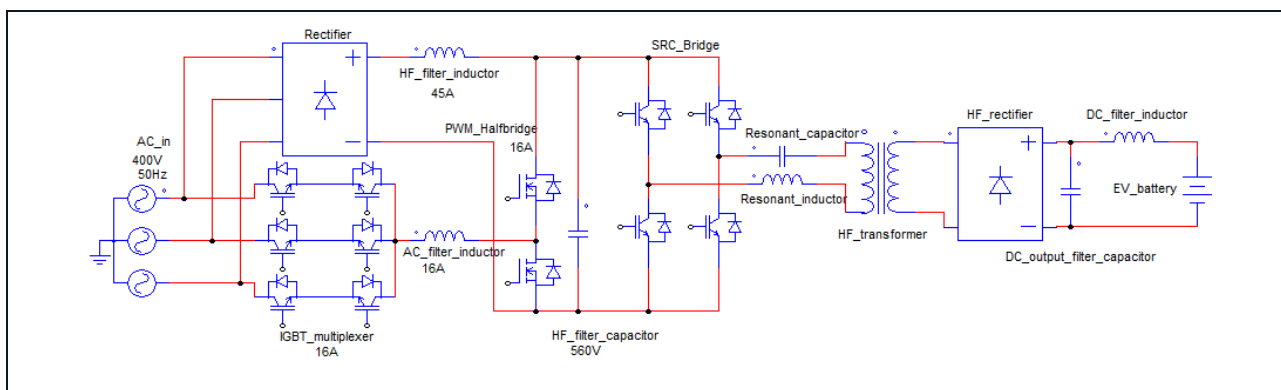 Rectifier
SRC_Bridge
HF_filter_inductor
45A
PWM_Halfbridge
16A
Resonant_capacitor
HF_rectifier
DC_filter_inductor
AC_in
400V
50Hz
EV_battery
Resonant_inductor
HF_transformer
AC_filter_inductor
16A
DC_output_filter_capacitor
IGBT_multiplexer
16A
HF_filter_capacitor
560V